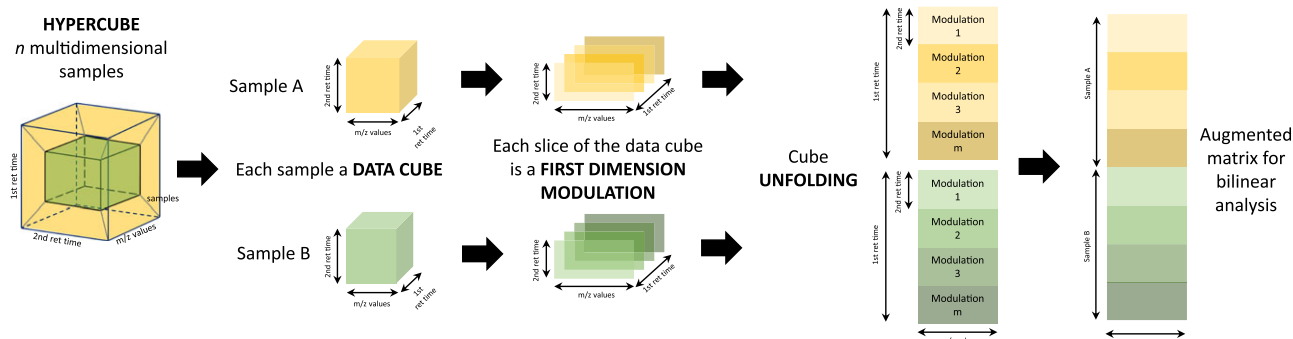 HYPERCUBE
n multidimensional
samples
1st ret time
samples
2nd ret time
m/z values
Sample A
2nd ret time
m/z values
1st
ret time
Each sample a DATA CUBE
Sample B
2nd ret time
m/z values
1st
ret time
2nd ret time
m/z values
1st ret time
Each slice of the data cube
is a FIRST DIMENSION
MODULATION
2nd ret time
m/z values
1st ret time
Cube
UNFOLDING
1st ret time
2nd ret time
Modulation
1
Modulation
2
Modulation
3
Modulation
m
1st ret time
2nd ret time
Modulation
1
Modulation
2
Modulation
3
Modulation
m
Sample A
Sample B
Augmented
matrix for
bilinear
analysis